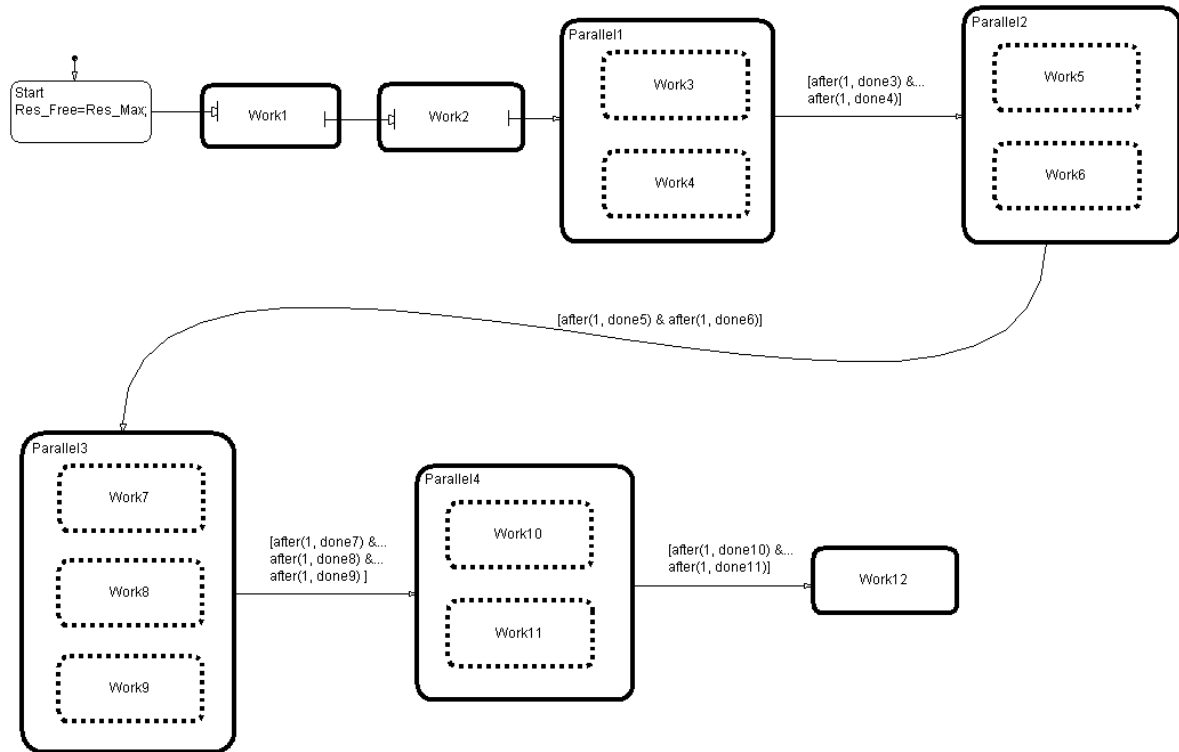 Start
Res_Free=Res_Max;
Work1
Work2
Parallel1
Work3
Work4
[after(1, done3) &...
after(1, done4)]
Parallel2
Work5
Work6
[after(1, done5) & after(1, done6)]
Parallel3
Work7
Work8
Work9
[after(1, done7) &...
after(1, done8) &...
after(1, done9) ]
Parallel4
Work10
Work11
[after(1, done10) &...
after(1, done11)]
Work12